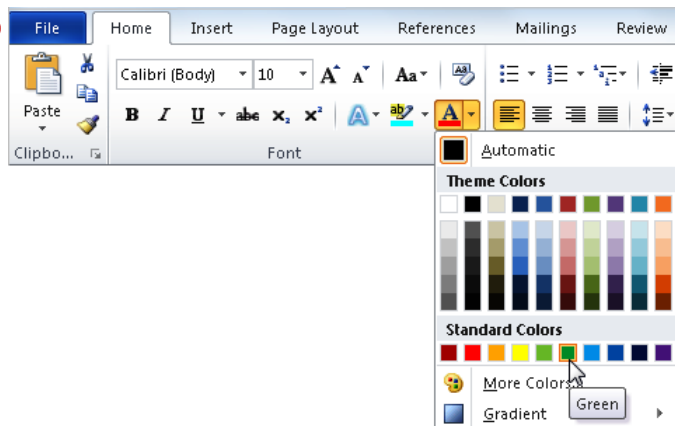 File Home Insert Page Layout References Mailings Review
Calibri (Body) 10 A A Aa
Paste
B I U abc x₂ x² A ab A
Clipbo... Font
Automatic
Theme Colors
Standard Colors
More Colors
Green
Gradient